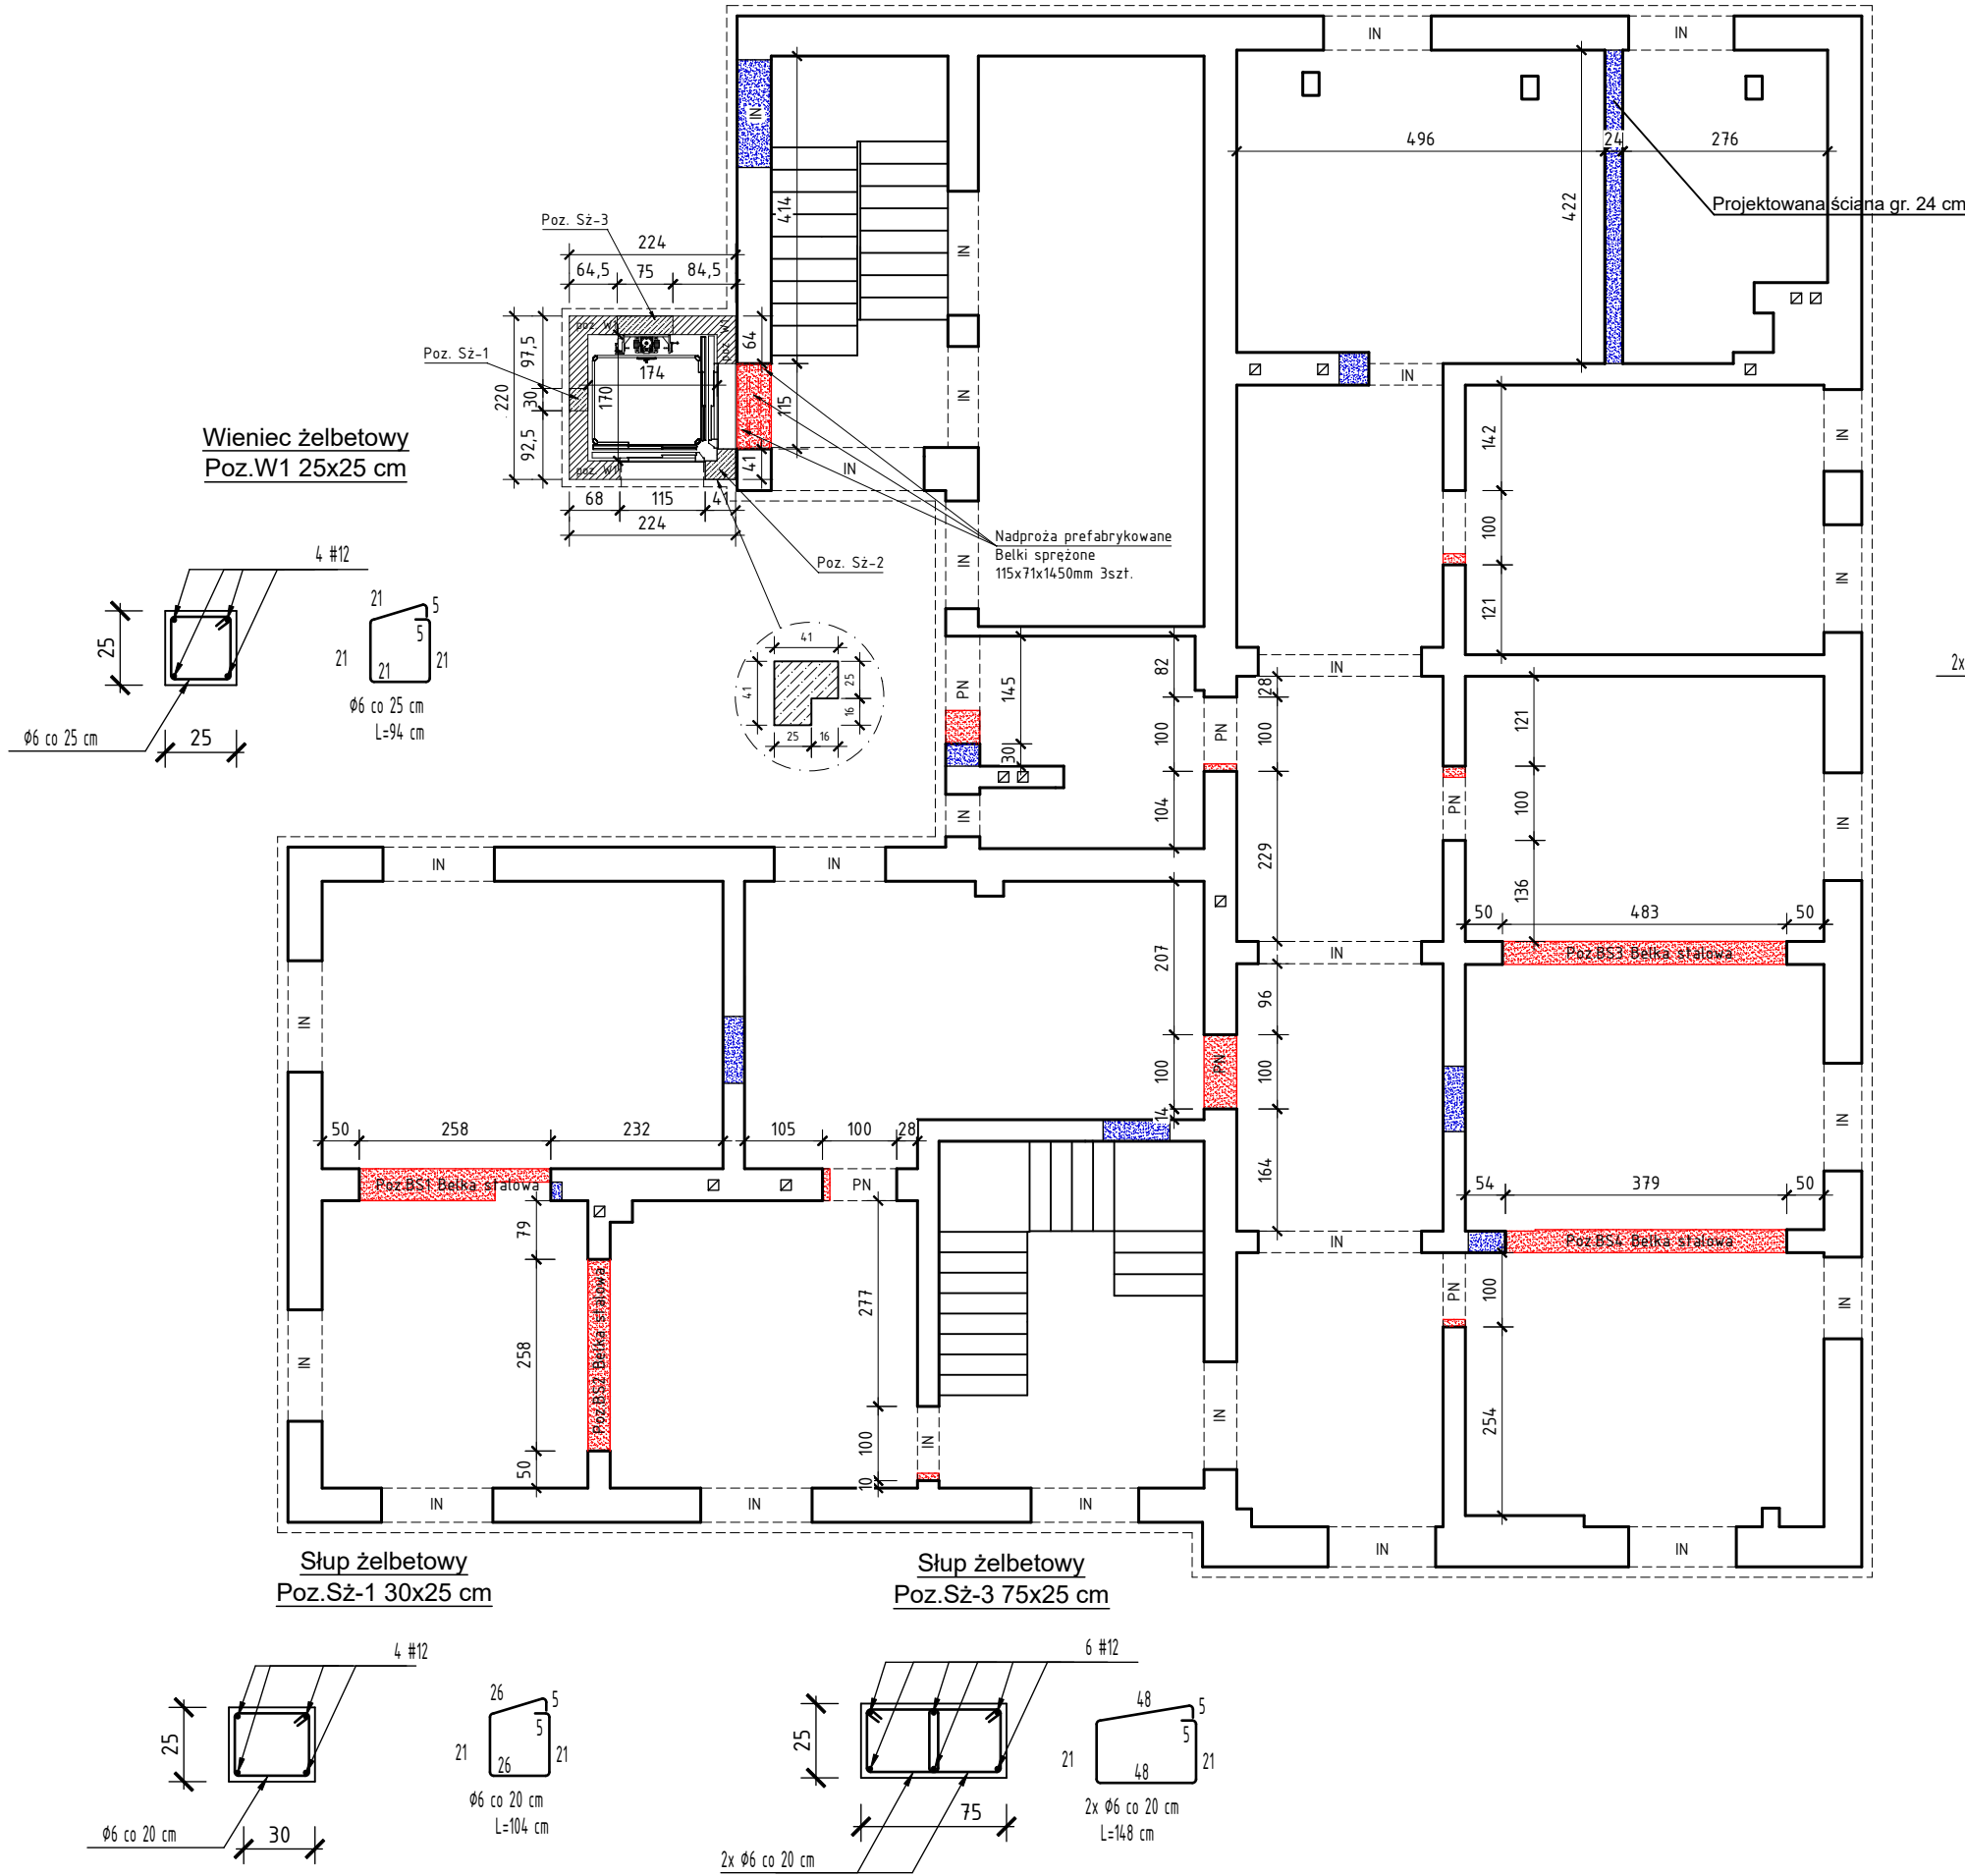 IN
IN
IN
496
24
276
422
414
Projektowana ściana gr. 24 cm
Poz. Sż-3
224
64,5
75
84,5
poz. W1
poz. W1
64
Poz. Sż-1
97,5
174
220
30
170
115
92,5
poz. W1
41
68
115
41
224
IN
IN
IN
IN
IN
IN
Wieniec żelbetowy
Poz.W1 25x25 cm
Nadproża prefabrykowane
Belki sprężone
115x71x1450mm 3szt.
Poz. Sż-2
142
100
121
IN
IN
4 #12
25
21
5
5
21
21
21
Φ6 co 25 cm
L=94 cm
Φ6 co 25 cm
25
41
41
25
16
25
16
145
PN
30
82
28
100
100
PN
104
229
IN
2x
121
100
PN
136
IN
IN
IN
IN
50
483
50
Poz.BS3 Belka stalowa
207
IN
96
IN
100
PN
100
14
164
IN
50
258
232
105
100
28
Poz.BS1 Belka stalowa
PN
54
379
50
Poz.BS4 Belka stalowa
IN
79
258
Poz.BS2 Belka stalowa
50
277
100
10
IN
PN
100
254
IN
IN
IN
IN
IN
IN
IN
IN
Słup żelbetowy
Poz.Sż-1 30x25 cm
Słup żelbetowy
Poz.Sż-3 75x25 cm
4 #12
25
26
5
5
21
26
21
Φ6 co 20 cm
L=104 cm
Φ6 co 20 cm
30
6 #12
25
48
5
5
21
48
21
2x Φ6 co 20 cm
L=148 cm
75
2x Φ6 co 20 cm